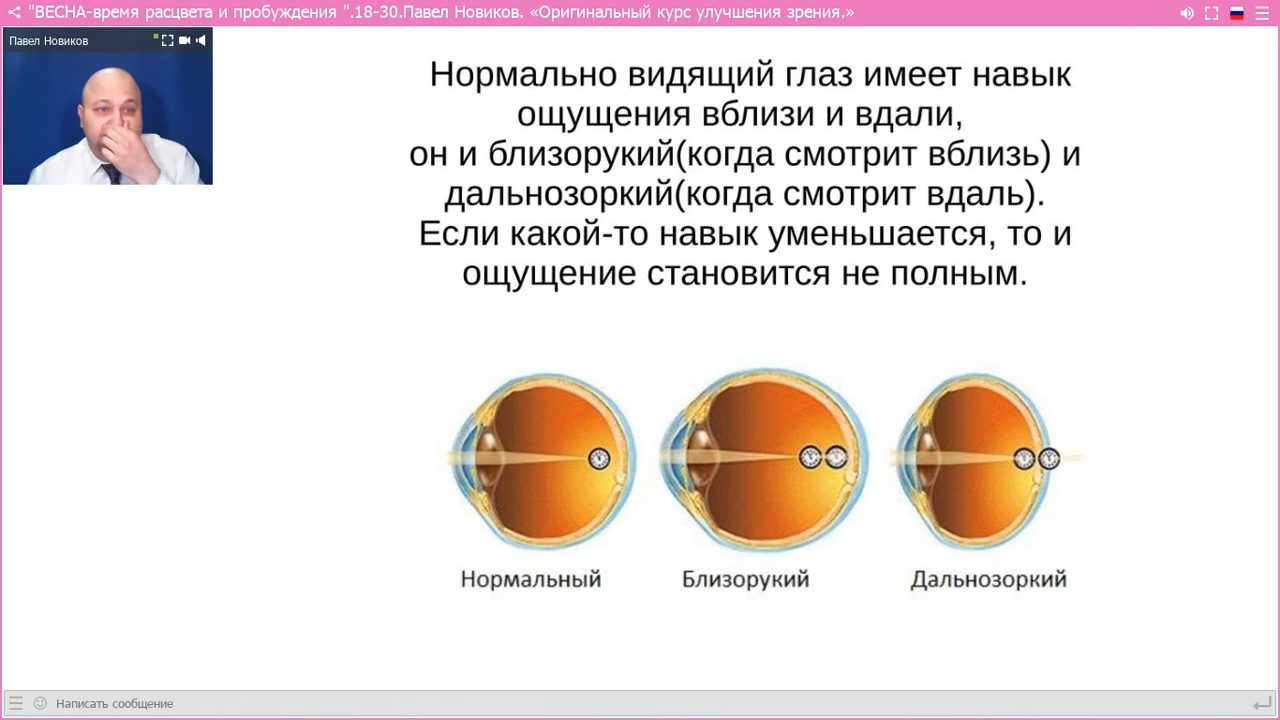 "ВЕСНА-время расцвета и пробуждения ".18-30.Павел Новиков. «Оригинальный курс улучшения зрения.»
Павел Новиков
Нормально видящий глаз имеет навык
ощущения вблизи и вдали,
он и близорукий(когда смотрит вблизь) и
дальнозоркий(когда смотрит вдаль).
Если какой-то навык уменьшается, то и
ощущение становится не полным.
Нормальный
Близорукий
Дальнозоркий
Написать сообщение